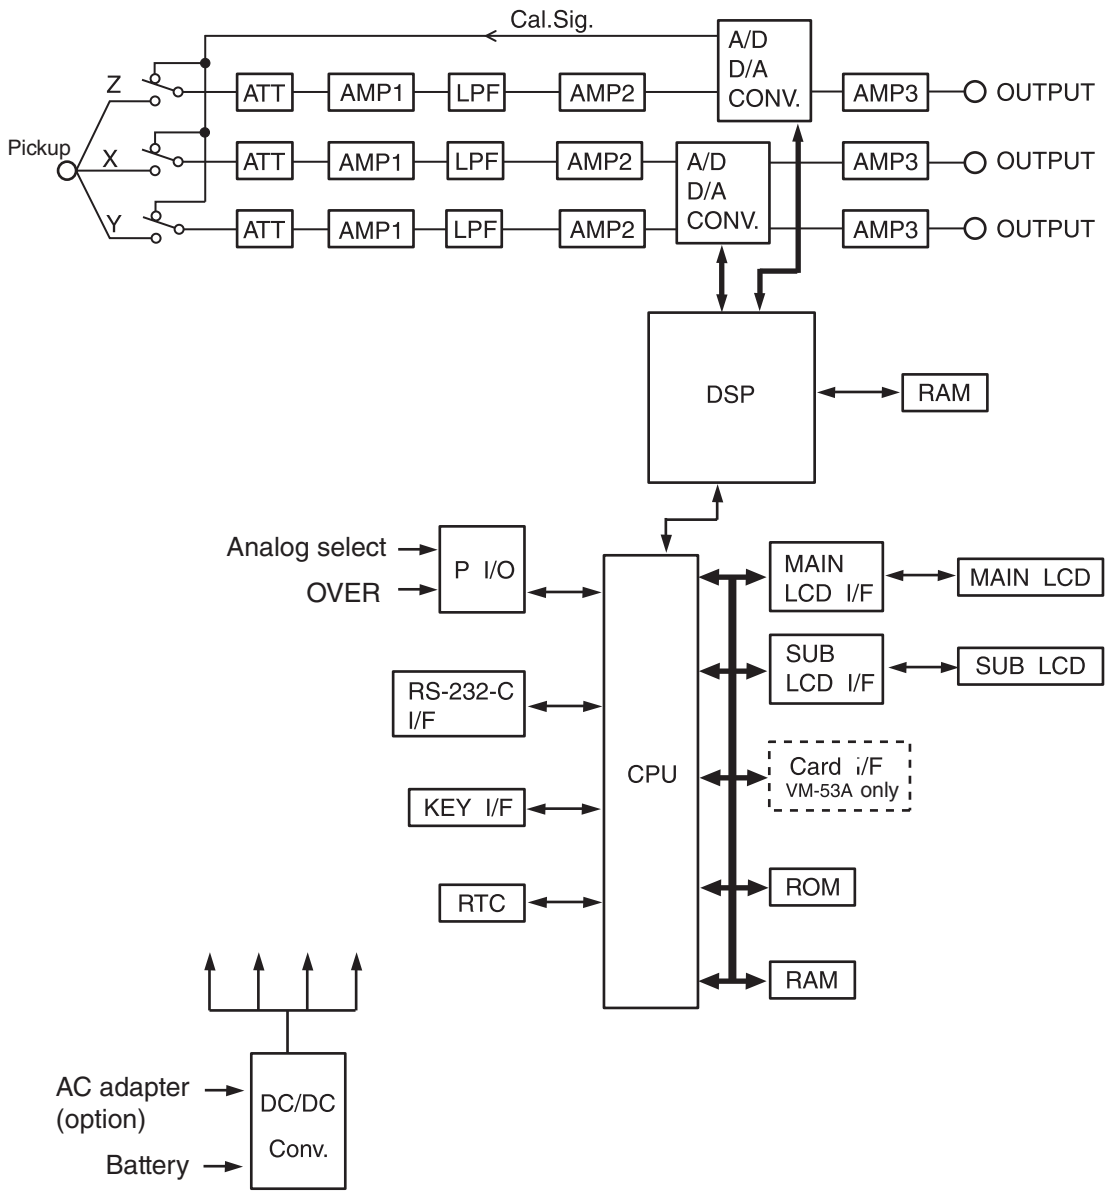 Cal.Sig.
A/D
D/A
CONV.
Z
ATT
AMP1
LPF
AMP2
AMP3
OUTPUT
Pickup
X
ATT
AMP1
LPF
AMP2
A/D
D/A
CONV.
AMP3
OUTPUT
Y
ATT
AMP1
LPF
AMP2
AMP3
OUTPUT
DSP
RAM
Analog select
OVER
P I/O
MAIN
LCD I/F
MAIN LCD
SUB
LCD I/F
SUB LCD
RS-232-C
I/F
CPU
Card i/F
VM-53A only
KEY I/F
ROM
RTC
RAM
AC adapter
(option)
DC/DC
Conv.
Battery